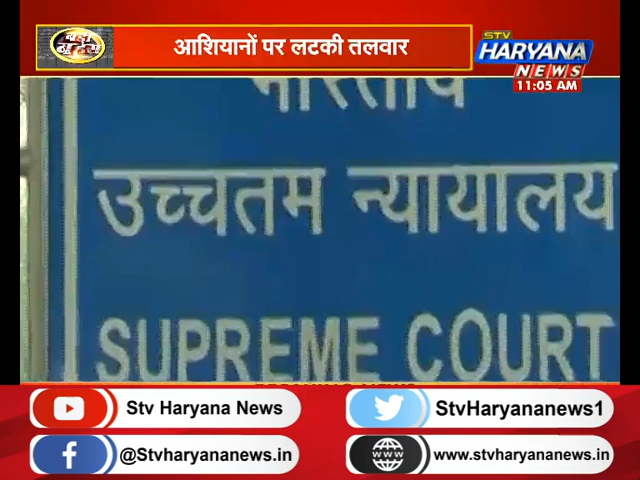 आशियानों पर लटकी तलवार
STV
HARYANA
NEWS
11:05 AM
भारतीय
उच्चतम न्यायालय
SUPREME COURT
Stv Haryana News
StvHaryananews1
@Stvharyananews.in
www.stvharyananews.in